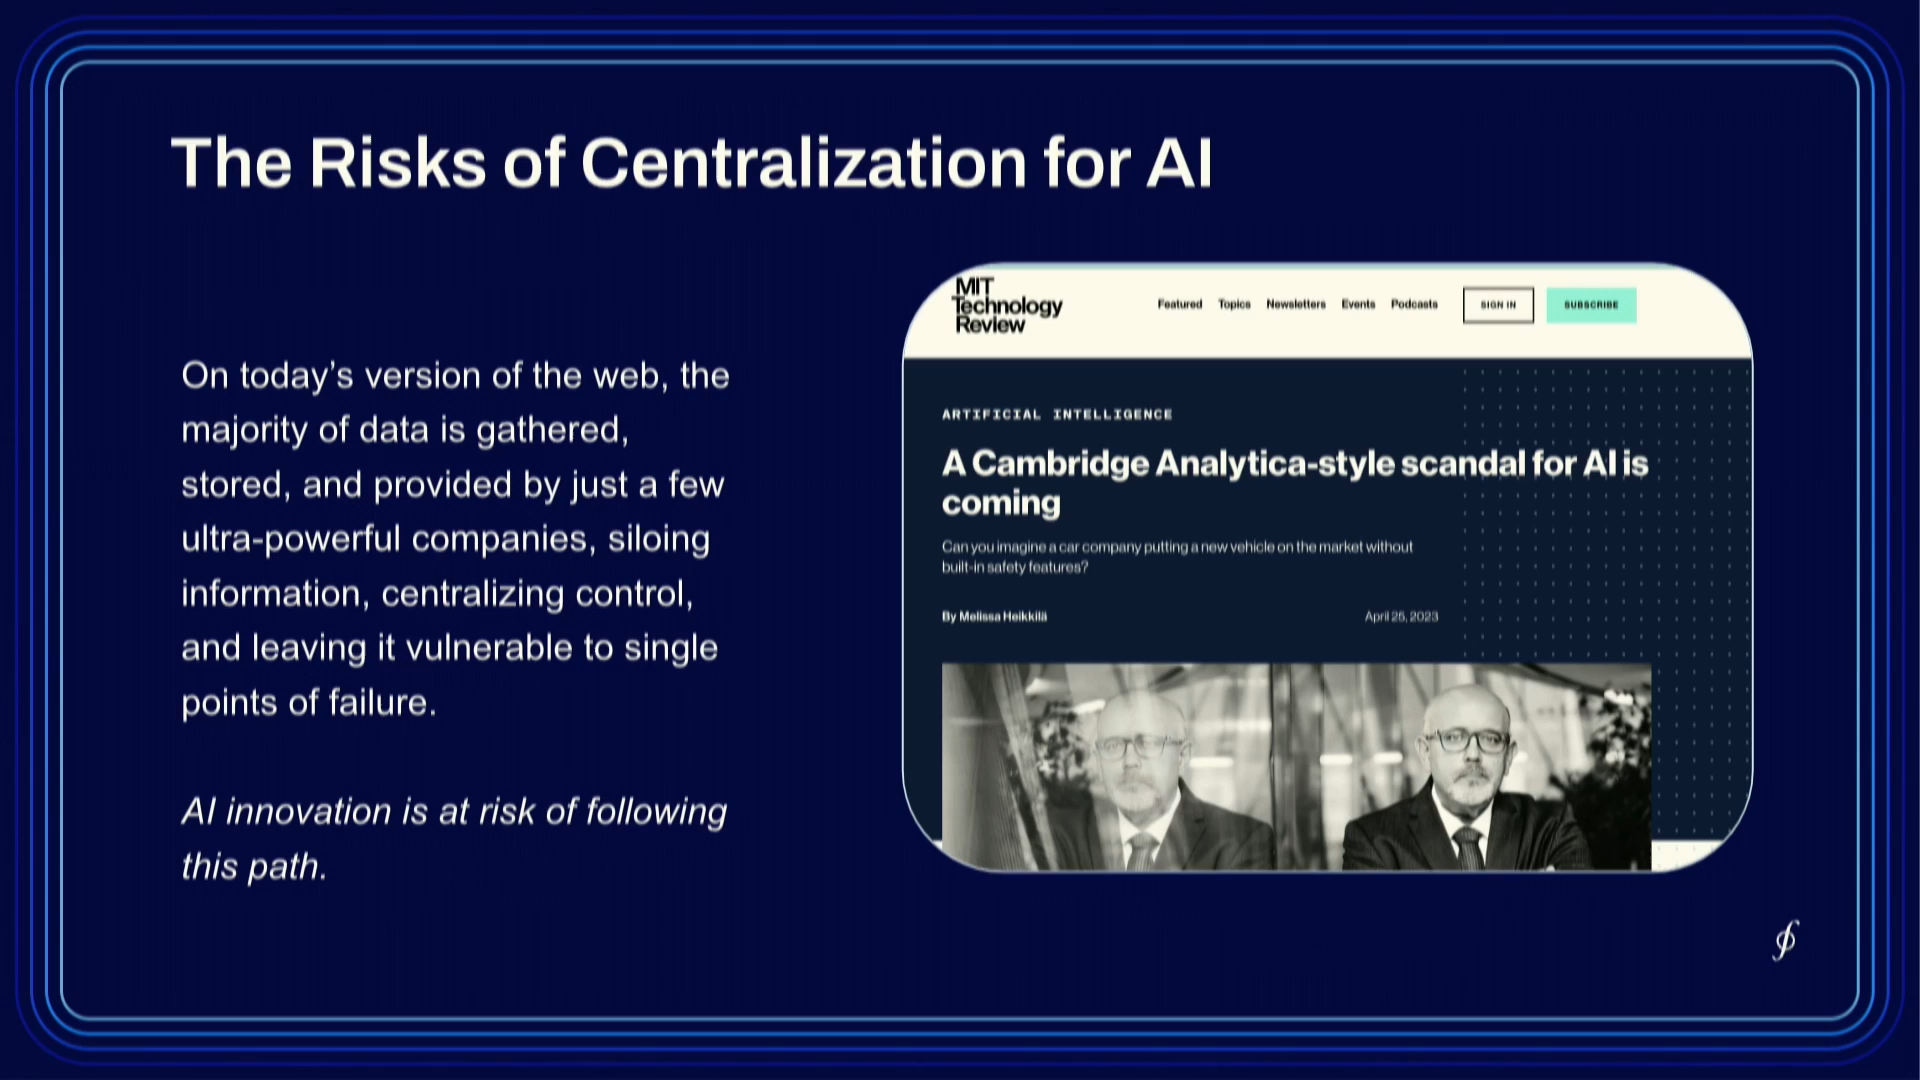 The Risks of Centralization for AI
On today’s version of the web, the
majority of data is gathered,
stored, and provided by just a few
ultra-powerful companies, siloing
information, centralizing control,
and leaving it vulnerable to single
points of failure.
AI innovation is at risk of following
this path.
MIT
Technology
Review
Featured Topics Newsletters Events Podcasts SIGN IN SUBSCRIBE
ARTIFICIAL INTELLIGENCE
A Cambridge Analytica-style scandal for AI is
coming
Can you imagine a car company putting a new vehicle on the market without
built-in safety features?
By Melissa Heikkilä April 25, 2023